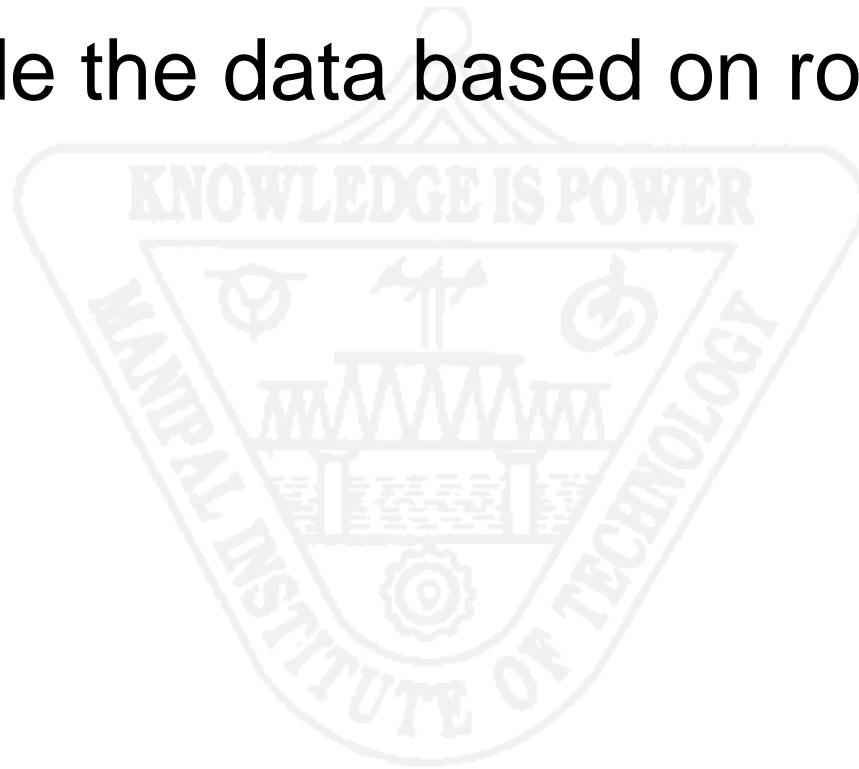 le the data based on ro
KNOWLEDGE IS POWER
MANIPAL INSTITUTE OF TECHNOLOGY